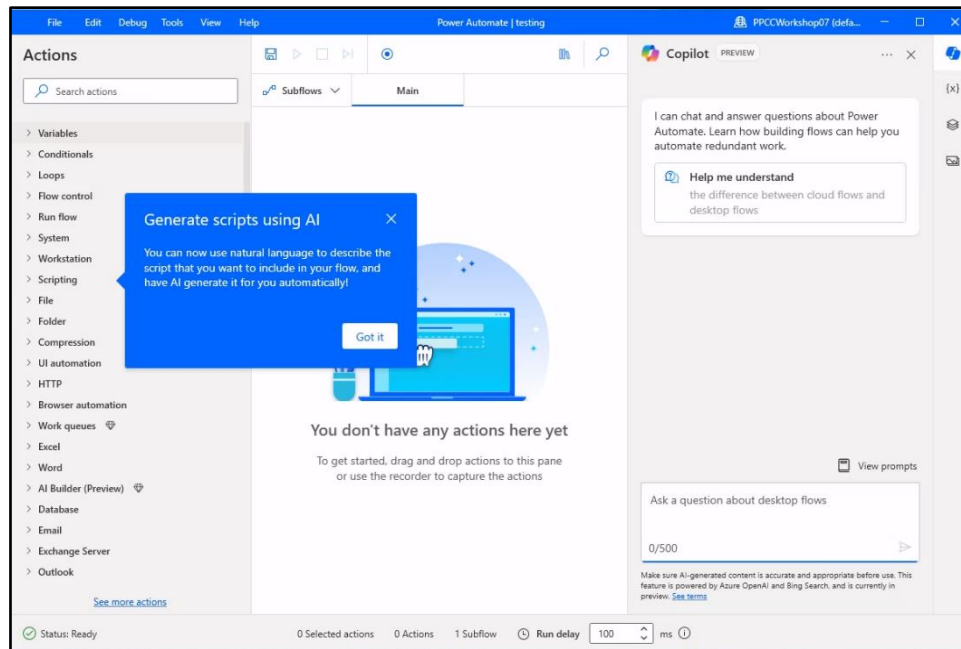 File Edit Debug Tools View Help
Power Automate | testing
PPCCWorkshop07 (defa...
Actions
Search actions
Variables
Conditionals
Loops
Flow control
Run flow
System
Workstation
Scripting
File
Folder
Compression
UI automation
HTTP
Browser automation
Work queues
Excel
Word
AI Builder (Preview)
Database
Email
Exchange Server
Outlook
See more actions
Subflows
Main
Generate scripts using AI
You can now use natural language to describe the
script that you want to include in your flow, and
have AI generate it for you automatically!
Got it
You don't have any actions here yet
To get started, drag and drop actions to this pane
or use the recorder to capture the actions
Copilot PREVIEW
I can chat and answer questions about Power
Automate. Learn how building flows can help you
automate redundant work.
Help me understand
the difference between cloud flows and
desktop flows
View prompts
Ask a question about desktop flows
0/500
Make sure AI-generated content is accurate and appropriate before use. This
feature is powered by Azure OpenAI and Bing Search, and is currently in
preview. See terms
{x}
Status: Ready
0 Selected actions 0 Actions 1 Subflow Run delay 100 ms